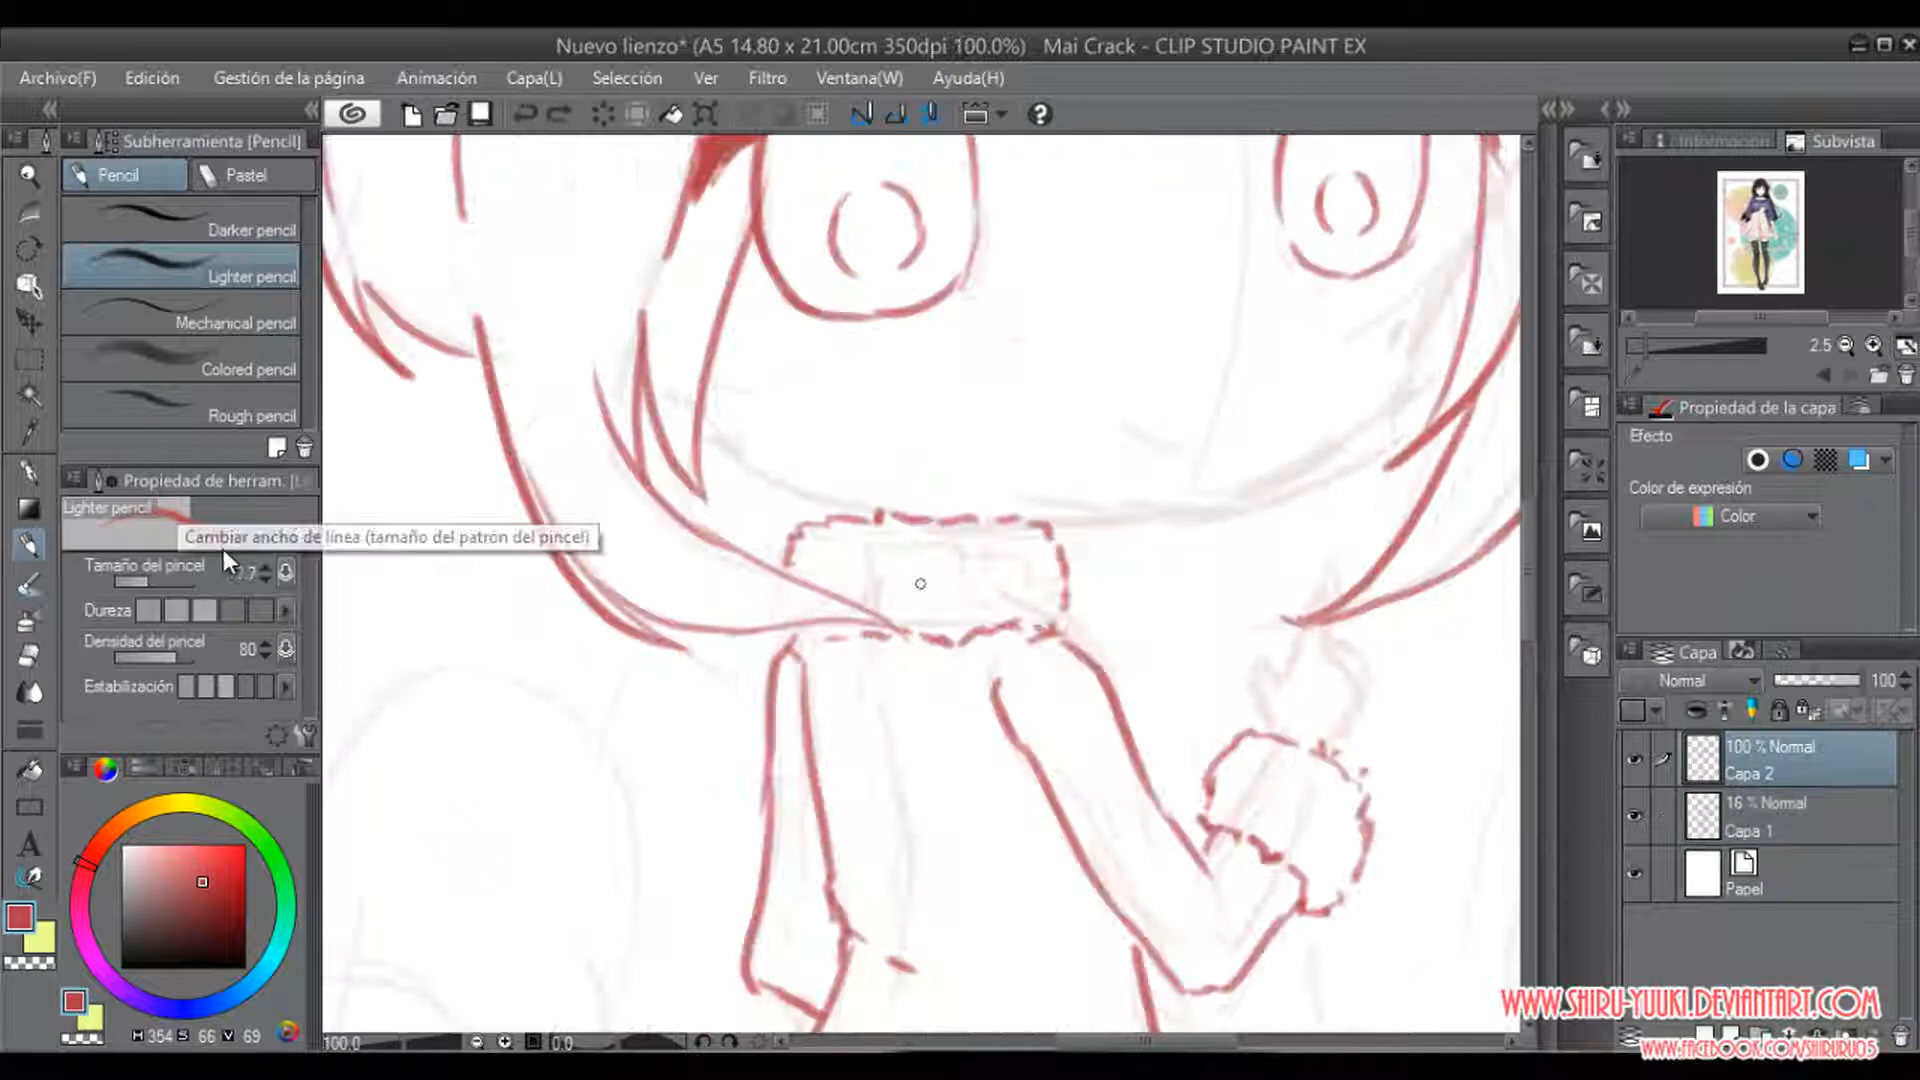 Nuevo lienzo* (A5 14.80 x 21.00cm 350dpi 100.0%) Mai Crack - CLIP STUDIO PAINT EX
Archivo(F) Edición Gestión de la página Animación Capa(L) Selección Ver Filtro Ventana(W) Ayuda(H)
Subherramienta [Pencil]
Pencil Pastel
Darker pencil
Lighter pencil
Mechanical pencil
Colored pencil
Rough pencil
Propiedad de herram.
Lighter pencil
Cambiar ancho de línea (tamaño del patrón del pincel)
Tamaño del pincel
Dureza
Densidad del pincel 80
Estabilización
H 354 S 66 V 69
100.0 0.0
Información Subvista
2.5
Propiedad de la capa
Efecto
Color de expresión
Color
Capa
Normal 100
100 % Normal
Capa 2
16 % Normal
Capa 1
Papel
WWW.SHIRU-YUUKI.DEVIANTART.COM
WWW.FACEBOOK.COM/SHIRURU05